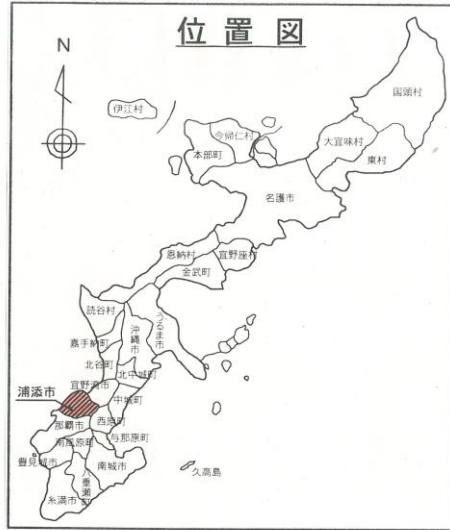 位置図
N
国頭村
伊江村
今帰仁村
大宜味村
本部町
東村
名護市
恩納村
宜野座村
金武町
読谷村
うるま市
沖縄市
嘉手納町
北谷町
北中城町
宜野湾市
浦添市
中城町
西原町
那覇市
与那原町
南風原町
豊見城市
南城市
久高島
八重瀬町
糸満市